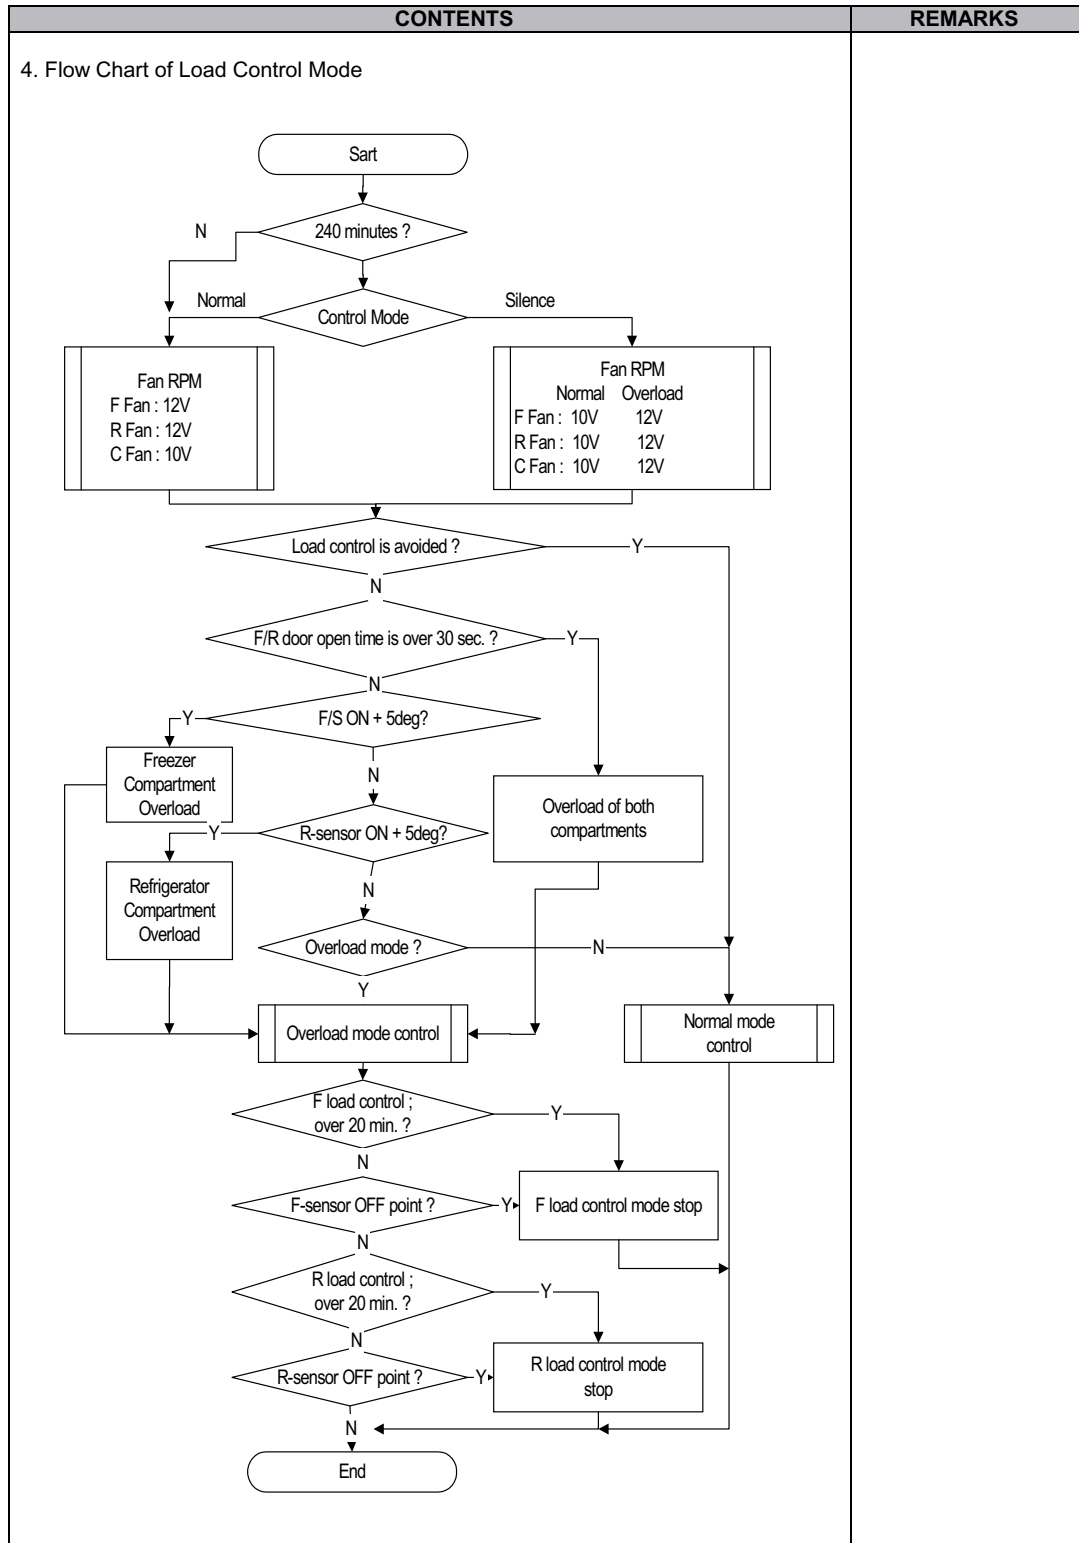 CONTENTS
REMARKS
4. Flow Chart of Load Control Mode
Sart
N
240 minutes ?
Normal
Control Mode
Silence
Fan RPM
F Fan : 12V
R Fan : 12V
C Fan : 10V
Fan RPM
Normal Overload
F Fan : 10V 12V
R Fan : 10V 12V
C Fan : 10V 12V
Load control is avoided ?
Y
N
F/R door open time is over 30 sec. ?
Y
N
Y
F/S ON + 5deg?
Freezer
Compartment
Overload
N
Overload of both
compartments
Y
R-sensor ON + 5deg?
Refrigerator
Compartment
Overload
N
Overload mode ?
N
Y
Overload mode control
Normal mode
control
F load control ;
over 20 min. ?
Y
N
F-sensor OFF point ?
Y
F load control mode stop
N
R load control ;
over 20 min. ?
Y
N
R-sensor OFF point ?
Y
R load control mode
stop
N
End